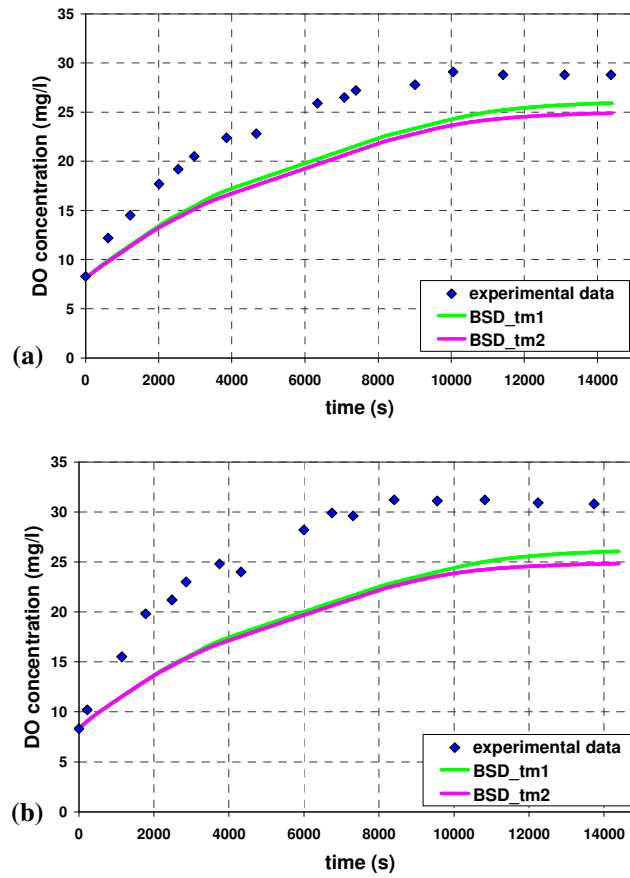 35
30
25
20
15
10
5
0
DO concentration (mg/l)
experimental data
BSD_tm1
BSD_tm2
(a)
0 2000 4000 6000 8000 10000 12000 14000
time (s)
35
30
25
20
15
10
5
0
DO concentration (mg/l)
experimental data
BSD_tm1
BSD_tm2
(b)
0 2000 4000 6000 8000 10000 12000 14000
time (s)